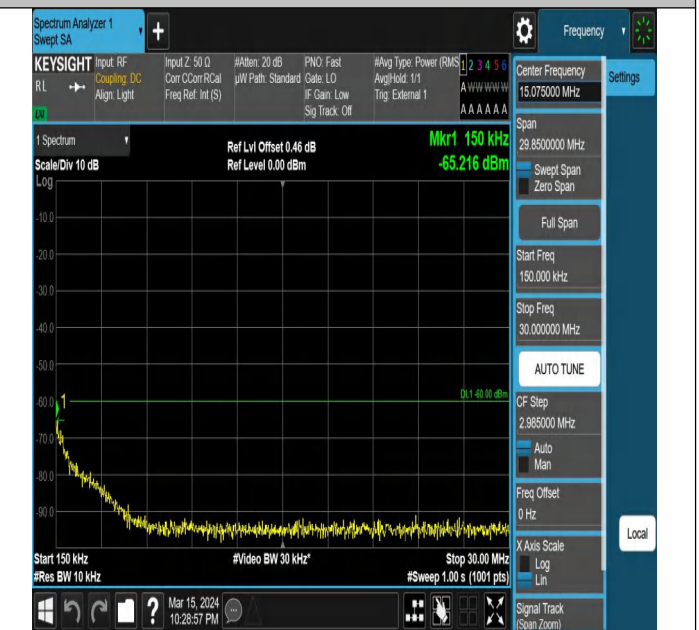 Spectrum Analyzer 1
Swept SA
+
Frequency
KEYSIGHT
RL
LXI
Input: RF
Coupling: DC
Align: Light
Input Z: 50 Ω
Corr CCorr RCal
Freq Ref: Int (S)
#Atten: 20 dB
µW Path: Standard
PNO: Fast
Gate: LO
IF Gain: Low
Sig Track: Off
#Avg Type: Power (RMS
Avg|Hold: 1/1
Trig: External 1
1 2 3 4 5 6
A W W W W W
A A A A A A
Center Frequency
15.075000 MHz
Settings
1 Spectrum
Scale/Div 10 dB
Log
Ref Lvl Offset 0.46 dB
Ref Level 0.00 dBm
Mkr1 150 kHz
-65.216 dBm
Span
29.8500000 MHz
Swept Span
Zero Span
Full Span
Start Freq
150.000 kHz
Stop Freq
30.000000 MHz
AUTO TUNE
CF Step
2.985000 MHz
Auto
Man
Freq Offset
0 Hz
X Axis Scale
Log
Lin
Signal Track
(Span Zoom)
Local
-10.0
-20.0
-30.0
-40.0
-50.0
-60.0
-70.0
-80.0
-90.0
1
DL1 -60.00 dBm
Start 150 kHz
#Res BW 10 kHz
#Video BW 30 kHz*
Stop 30.00 MHz
#Sweep 1.00 s (1001 pts)
?
Mar 15, 2024
10:28:57 PM